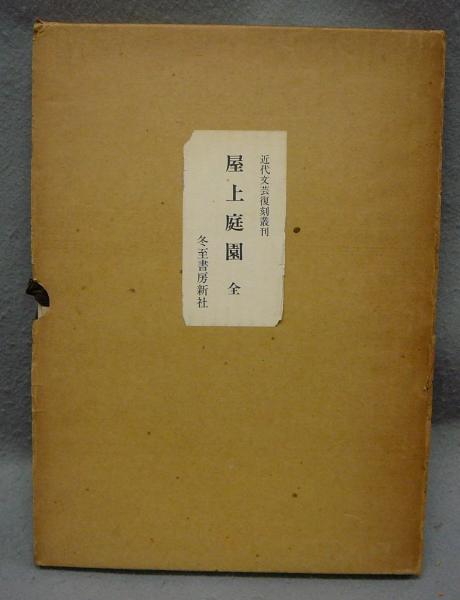 近代文芸復刻叢刊
屋上庭園 全
冬至書房新社